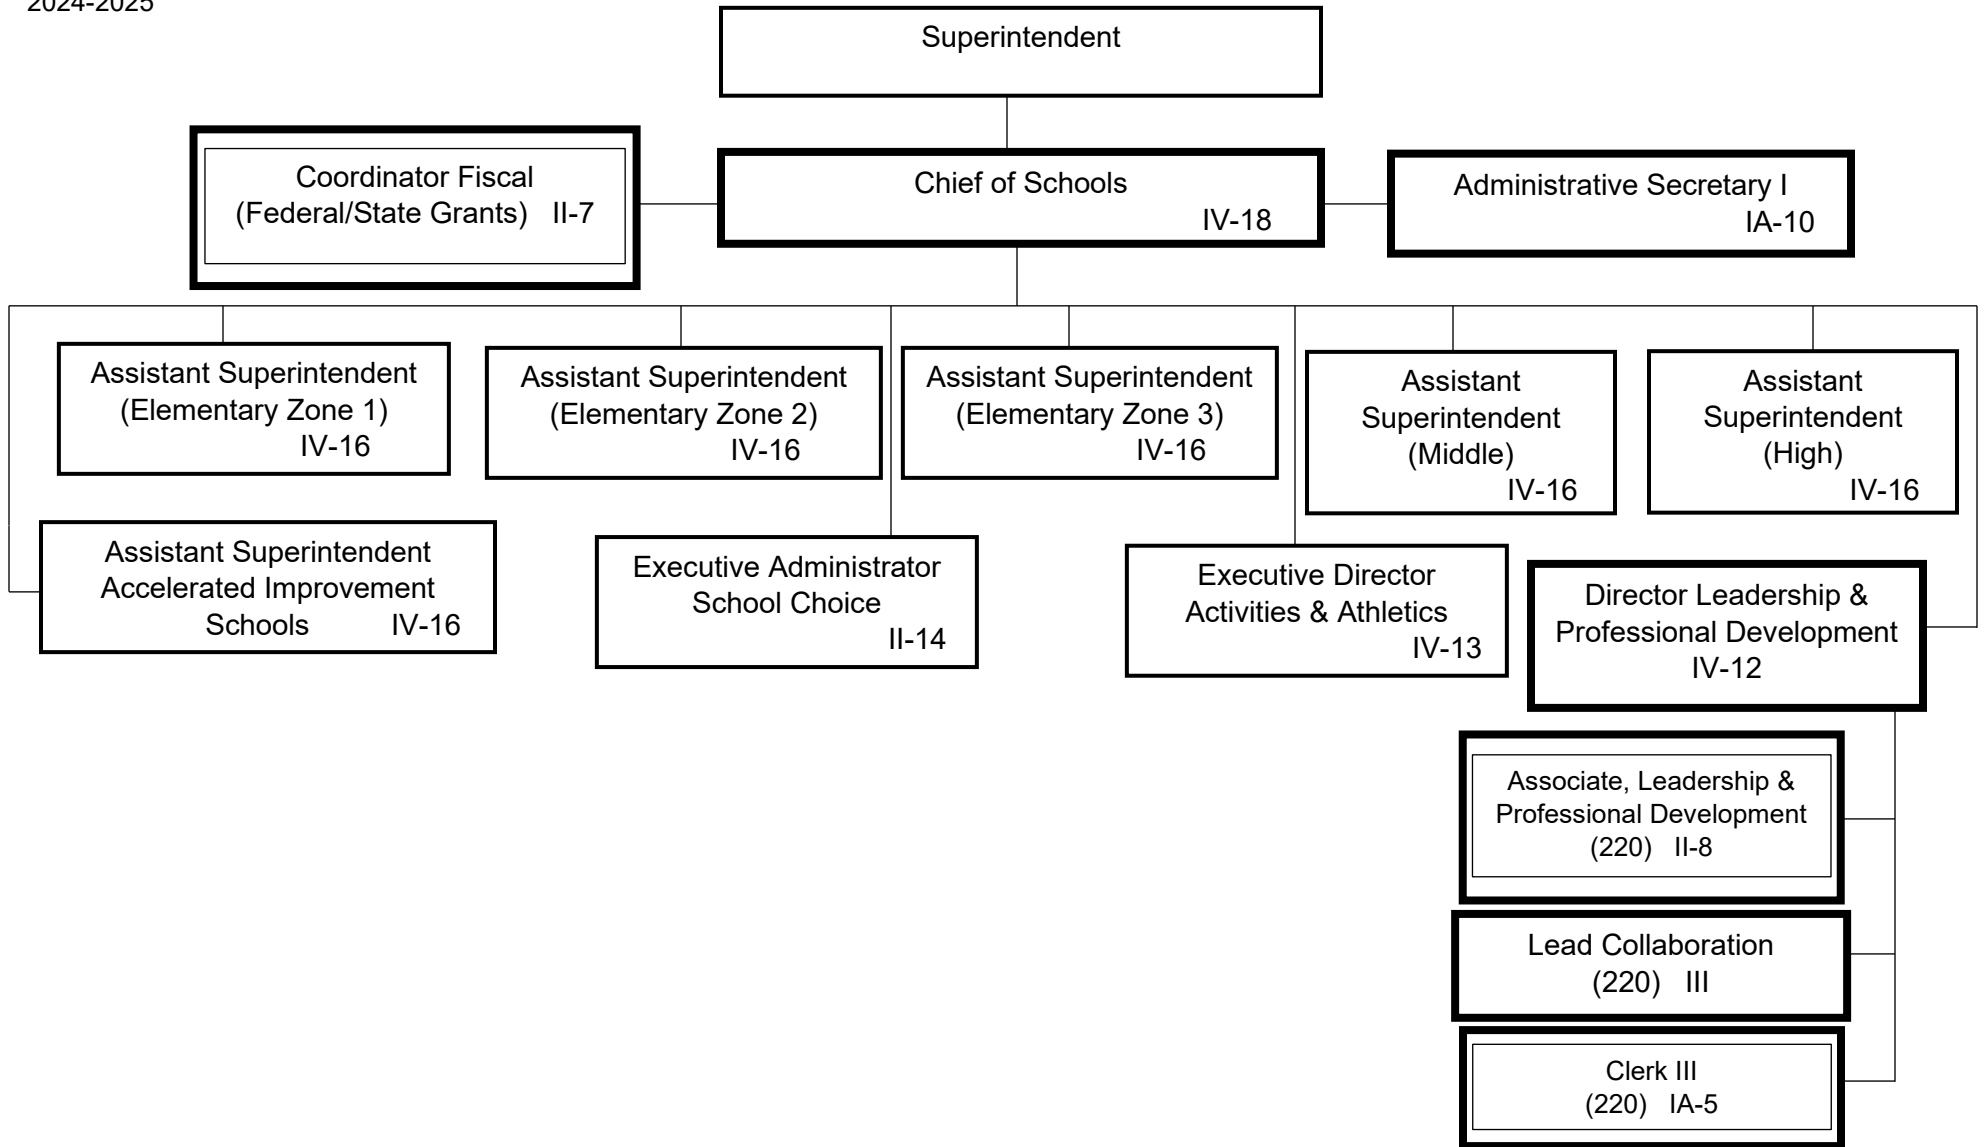 2024-2025
Superintendent
Coordinator Fiscal
(Federal/State Grants) II-7
Chief of Schools
IV-18
Administrative Secretary I
IA-10
Assistant Superintendent
(Elementary Zone 1)
IV-16
Assistant Superintendent
(Elementary Zone 2)
IV-16
Assistant Superintendent
(Elementary Zone 3)
IV-16
Assistant
Superintendent
(Middle)
IV-16
Assistant
Superintendent
(High)
IV-16
Assistant Superintendent
Accelerated Improvement
Schools IV-16
Executive Administrator
School Choice
II-14
Executive Director
Activities & Athletics
IV-13
Director Leadership &
Professional Development
IV-12
Associate, Leadership &
Professional Development
(220) II-8
Lead Collaboration
(220) III
Clerk III
(220) IA-5